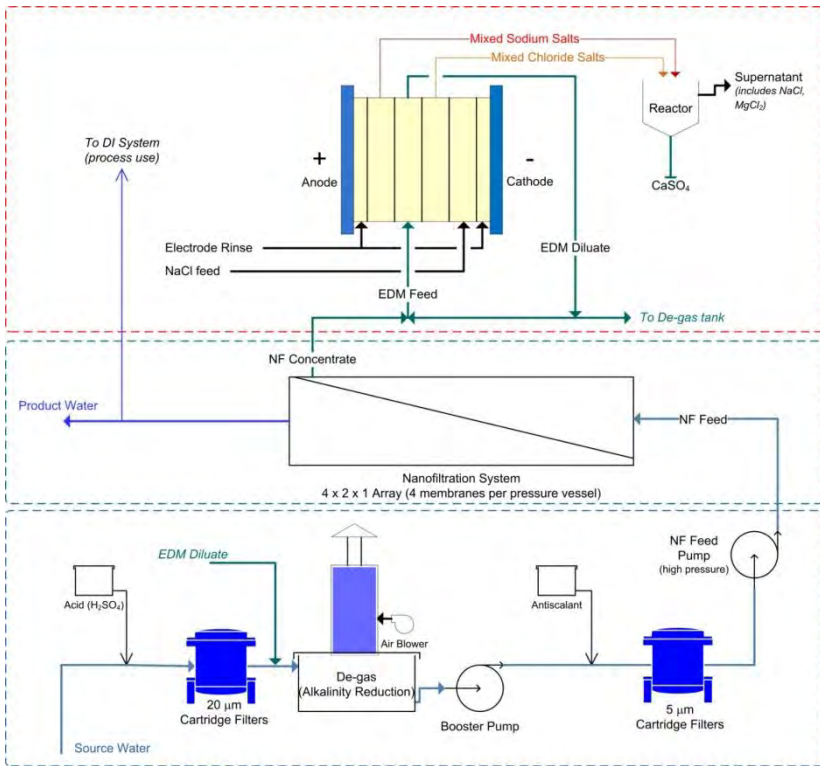 Mixed Sodium Salts
Mixed Chloride Salts
Supernatant
(includes NaCl,
MgCl₂)
Reactor
To DI System
(process use)
+
Anode
-
Cathode
CaSO₄
Electrode Rinse
EDM Diluate
NaCl feed
EDM Feed
To De-gas tank
NF Concentrate
Product Water
NF Feed
Nanofiltration System
4 x 2 x 1 Array (4 membranes per pressure vessel)
NF Feed
Pump
(high pressure)
EDM Diluate
Acid (H₂SO₄)
Antiscalant
Air Blower
De-gas
(Alkalinity Reduction)
20 µm
Cartridge Filters
Booster Pump
5 µm
Cartridge Filters
Source Water